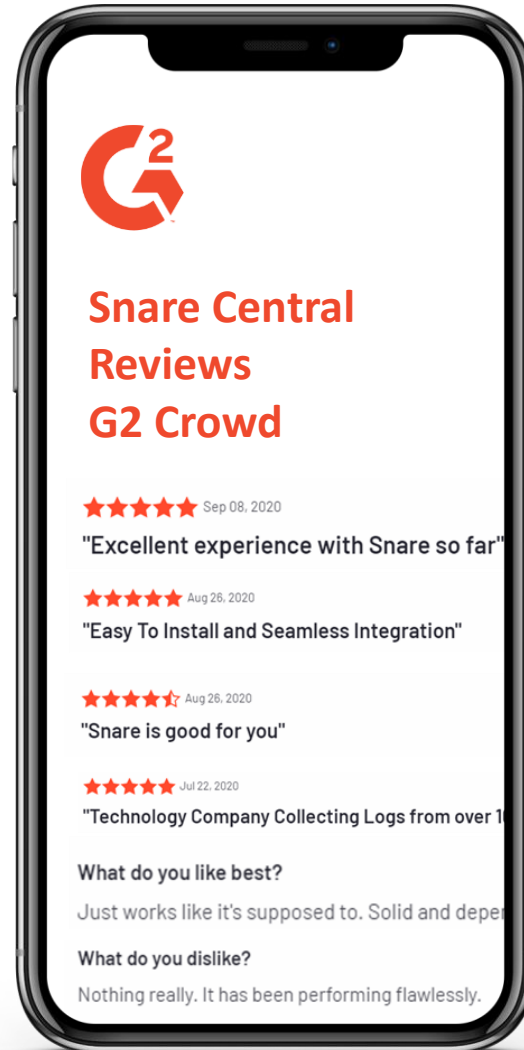 G2
Snare Central
Reviews
G2 Crowd
Sep 08, 2020
"Excellent experience with Snare so far"
Aug 26, 2020
"Easy To Install and Seamless Integration"
Aug 26, 2020
"Snare is good for you"
Jul 22, 2020
"Technology Company Collecting Logs from over
What do you like best?
Just works like it's supposed to. Solid and
What do you dislike?
Nothing really. It has been performing flawlessly.